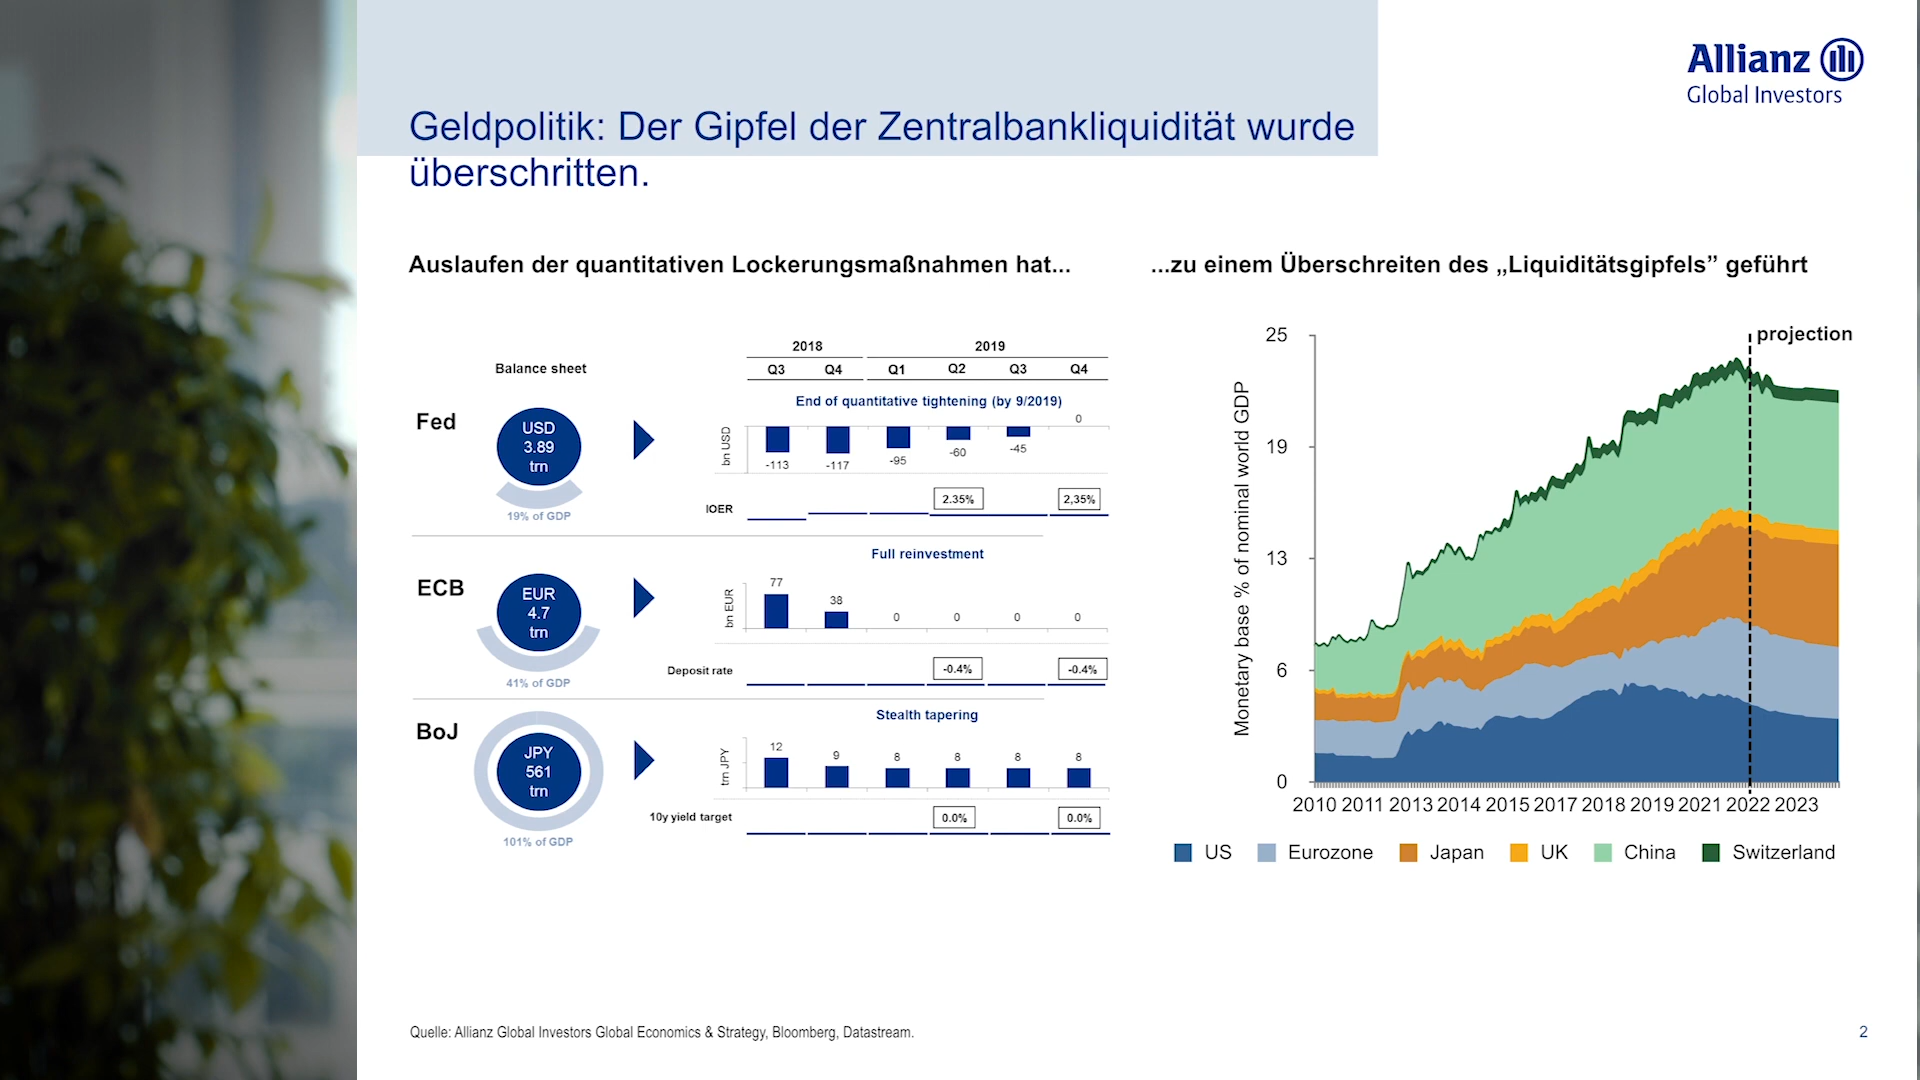 Allianz
Global Investors
Geldpolitik: Der Gipfel der Zentralbankliquidität wurde
überschritten.
Auslaufen der quantitativen Lockerungsmaßnahmen hat...
...zu einem Überschreiten des „Liquiditätsgipfels” geführt
2018 2019
Balance sheet Q3 Q4 Q1 Q2 Q3 Q4
End of quantitative tightening (by 9/2019)
Fed
USD
3.89
trn
19% of GDP
bn USD
-113 -117 -95 -60 -45 0
IOER 2.35% 2,35%
Full reinvestment
ECB
EUR
4.7
trn
41% of GDP
bn EUR
77 38 0 0 0 0
Deposit rate -0.4% -0.4%
Stealth tapering
BoJ
JPY
561
trn
101% of GDP
trn JPY
12 9 8 8 8 8
10y yield target 0.0% 0.0%
projection
Monetary base % of nominal world GDP
25
19
13
6
0
2010 2011 2013 2014 2015 2017 2018 2019 2021 2022 2023
US Eurozone Japan UK China Switzerland
Quelle: Allianz Global Investors Global Economics & Strategy, Bloomberg, Datastream.
2